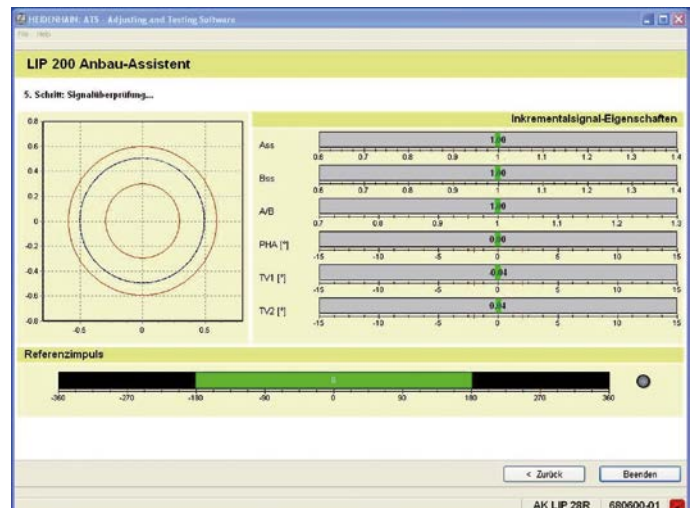 HEIDENHAIN: ATS - Adjusting and Testing Software
File Help
LIP 200 Anbau-Assistent
5. Schritt: Signalüberprüfung...
Inkrementalsignal-Eigenschaften
0.8
0.6
0.4
0.2
0
-0.2
-0.4
-0.6
-0.8
-0.5 0 0.5
Ass 1.00
0.6 0.7 0.8 0.9 1 1.1 1.2 1.3 1.4
Bss 1.00
0.6 0.7 0.8 0.9 1 1.1 1.2 1.3 1.4
A/B 1.00
0.7 0.8 0.9 1 1.1 1.2 1.3
PHA [°] 0.00
-15 -10 -5 0 5 10 15
TV1 [°] -0.04
-15 -10 -5 0 5 10 15
TV2 [°] 0.04
-15 -10 -5 0 5 10 15
Referenzimpuls
-360 -270 -180 -90 0 90 180 270 360
< Zurück Beenden
AK LIP 28R 680600-01